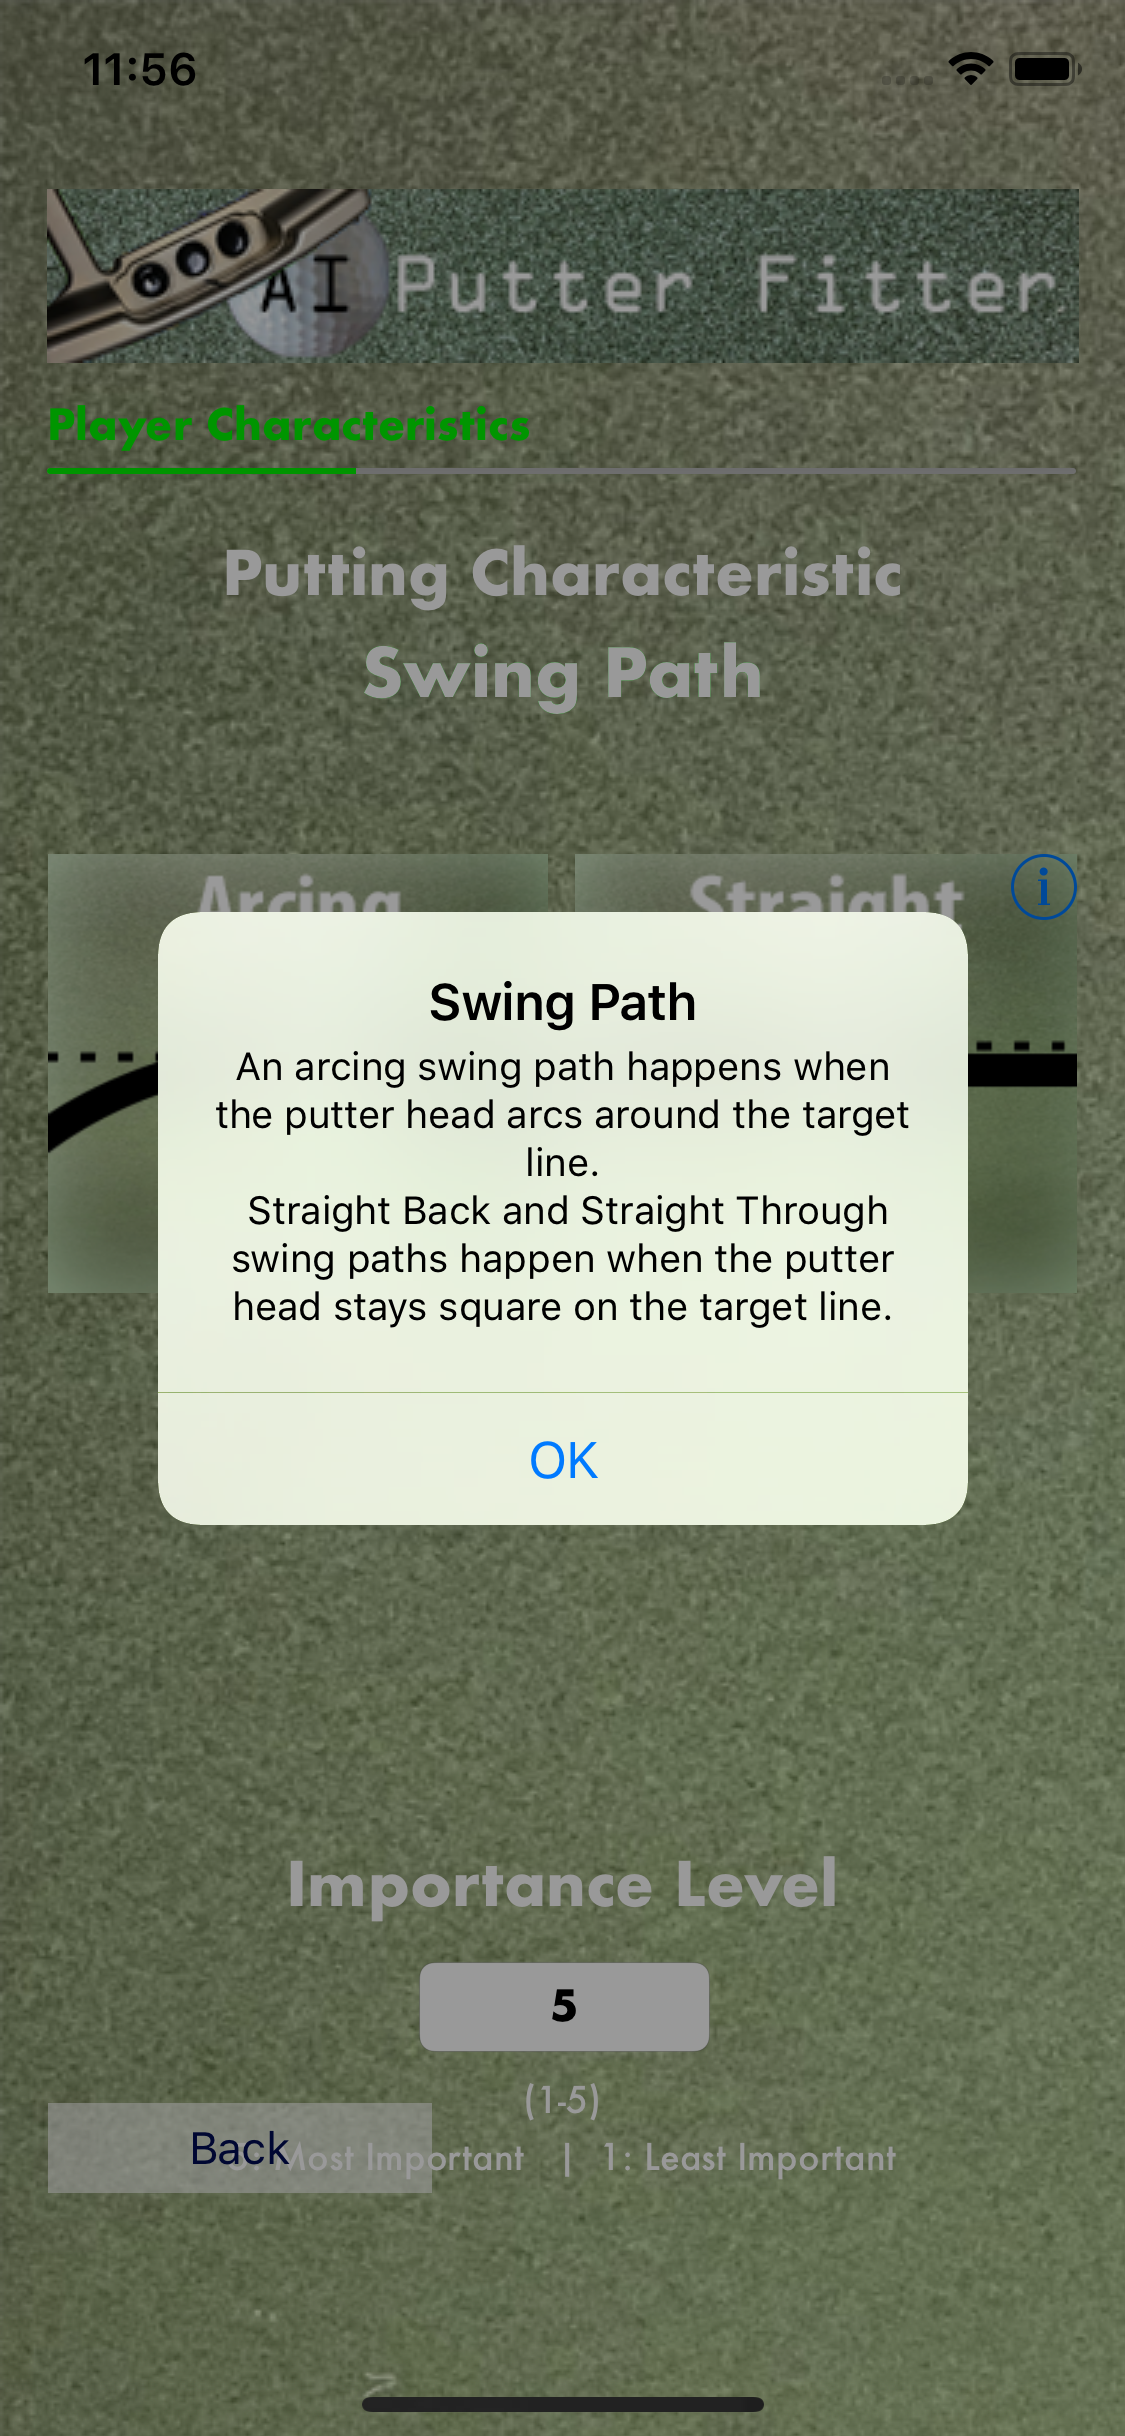 11:56
AI Putter Fitter
Player Characteristics
Putting Characteristic
Swing Path
Arcing
Straight
i
Swing Path
An arcing swing path happens when
the putter head arcs around the target
line.
Straight Back and Straight Through
swing paths happen when the putter
head stays square on the target line.
OK
Importance Level
5
(1-5)
Back
Most Important | 1: Least Important